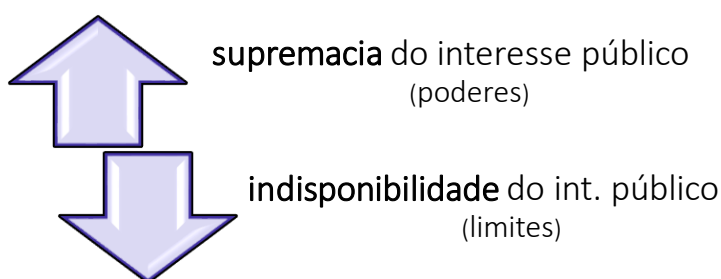 supremacia do interesse público
(poderes)
indisponibilidade do int. público
(limites)